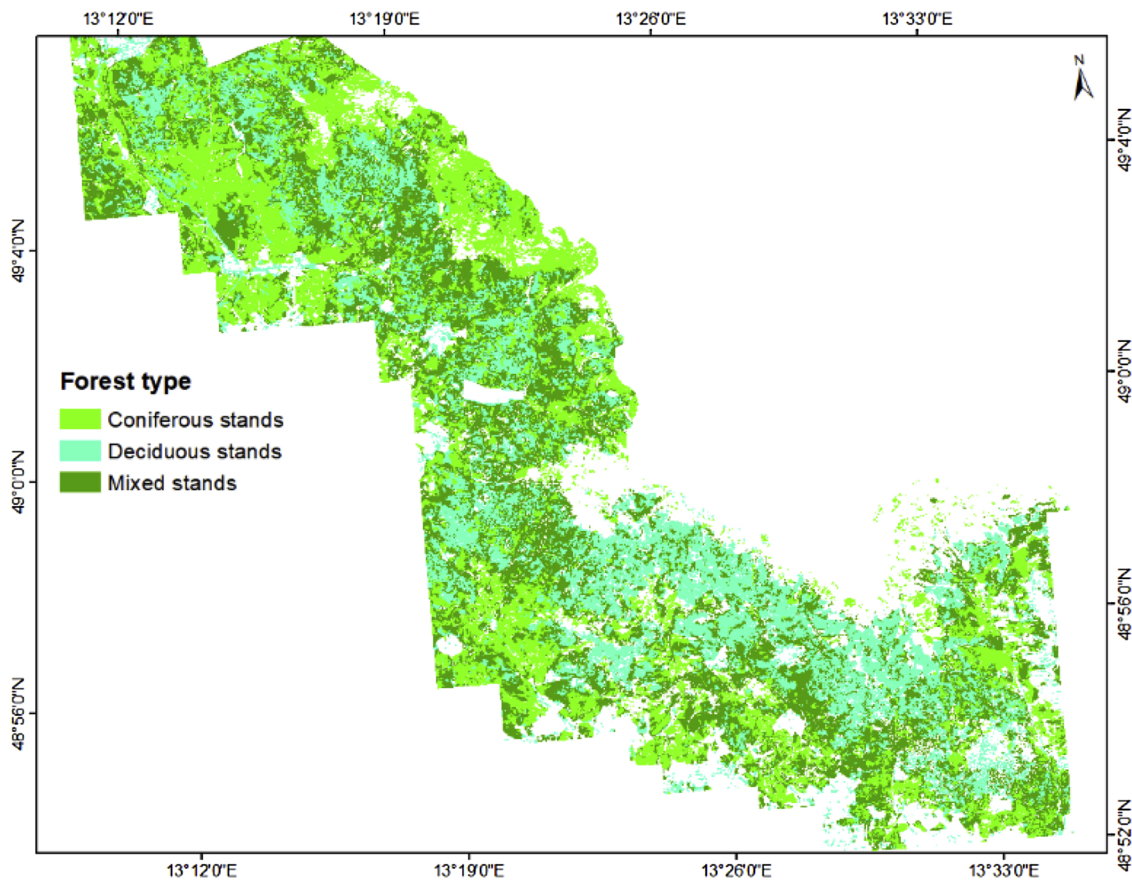 13°12'0"E 13°19'0"E 13°26'0"E 13°33'0"E
N
49°4'0"N
49°4'0"N
Forest type
49°0'0"N
Coniferous stands
Deciduous stands
Mixed stands
49°0'0"N
48°56'0"N
48°56'0"N
48°52'0"N
13°12'0"E 13°19'0"E 13°26'0"E 13°33'0"E